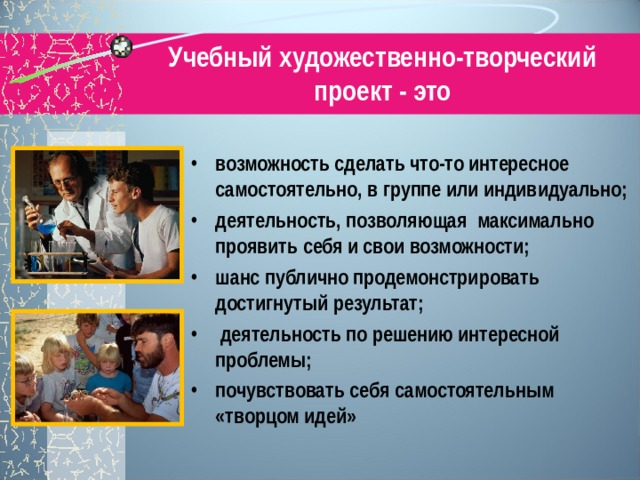 Учебный художественно-творческий
проект - это
• возможность сделать что-то интересное
самостоятельно, в группе или индивидуально;
• деятельность, позволяющая  максимально
проявить себя и свои возможности;
• шанс публично продемонстрировать
достигнутый результат;
•  деятельность по решению интересной
проблемы;
• почувствовать себя самостоятельным
«творцом идей»